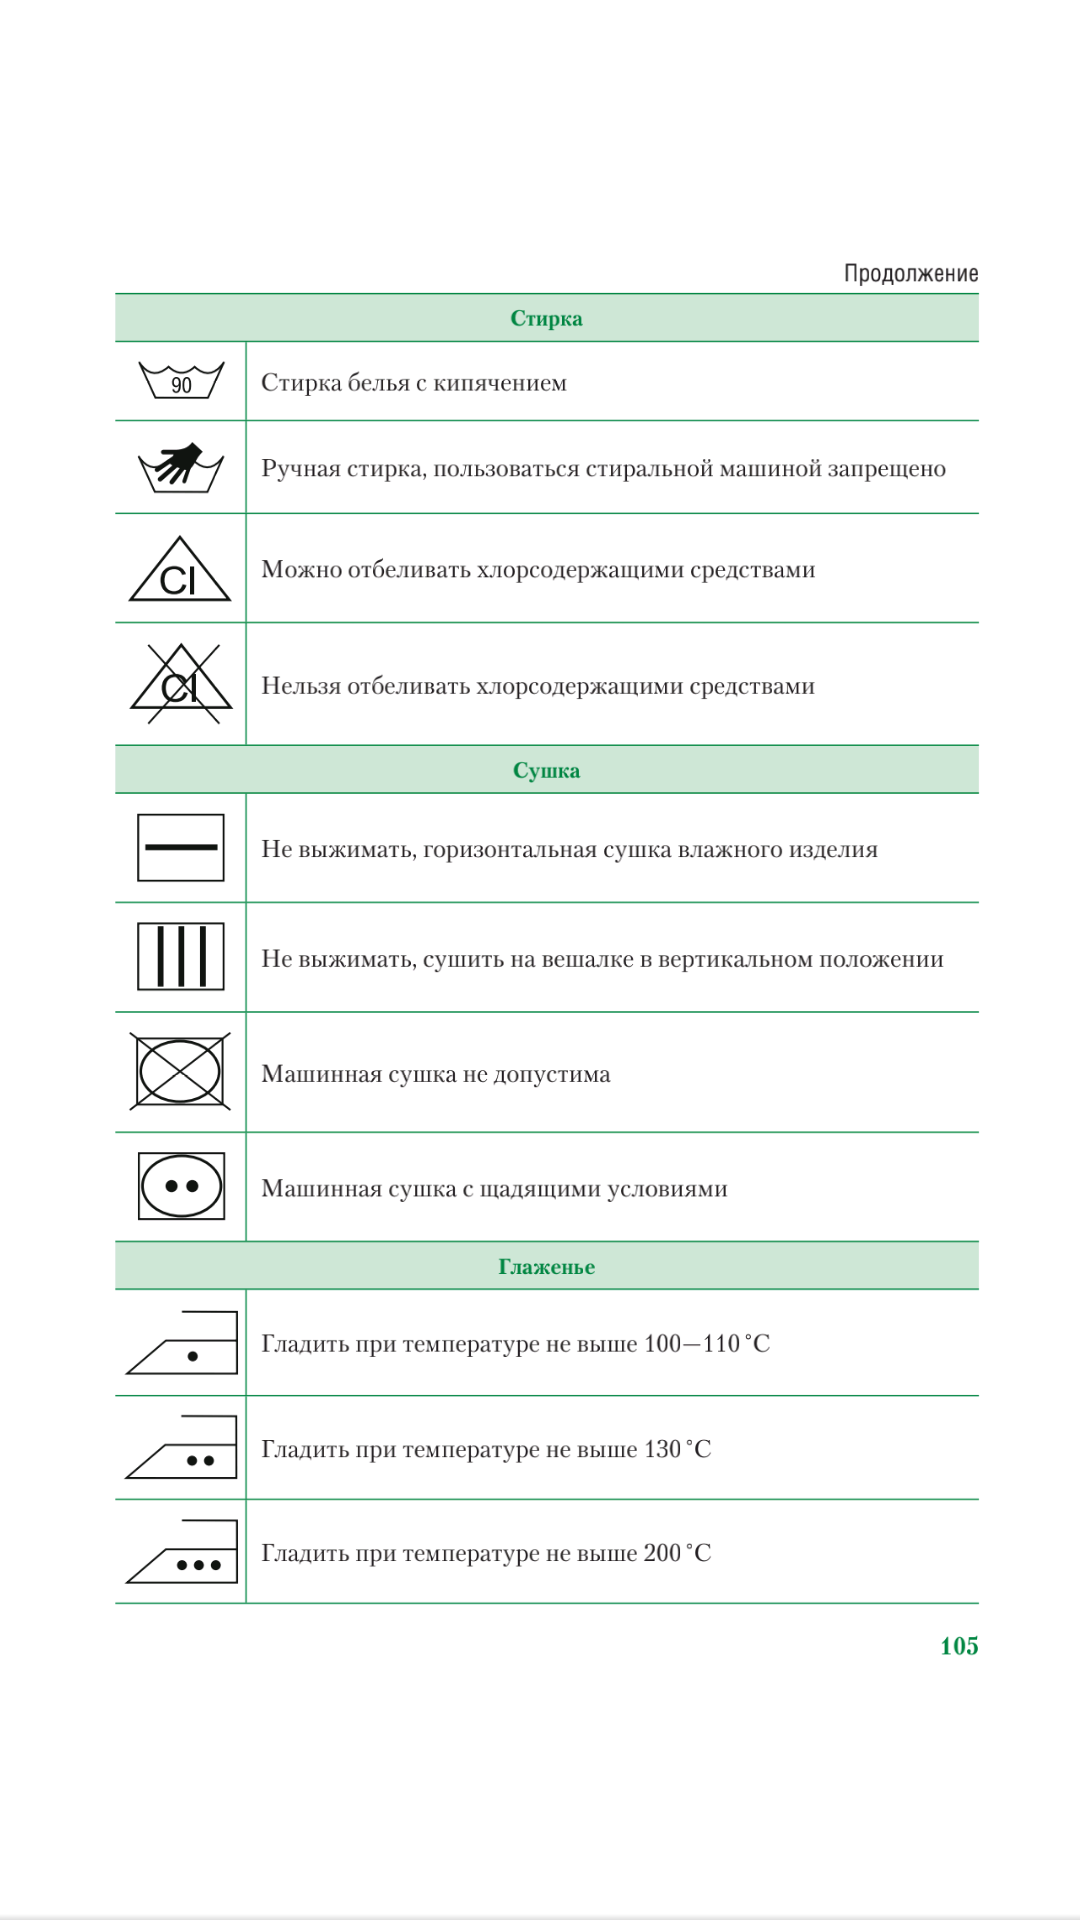 Продолжение
Стирка
90
Стирка белья с кипячением
Ручная стирка, пользоваться стиральной машиной запрещено
Cl
Можно отбеливать хлорсодержащими средствами
Cl
Нельзя отбеливать хлорсодержащими средствами
Сушка
Не выжимать, горизонтальная сушка влажного изделия
Не выжимать, сушить на вешалке в вертикальном положении
Машинная сушка не допустима
Машинная сушка с щадящими условиями
Глаженье
Гладить при температуре не выше 100—110 °С
Гладить при температуре не выше 130 °С
Гладить при температуре не выше 200 °С
105